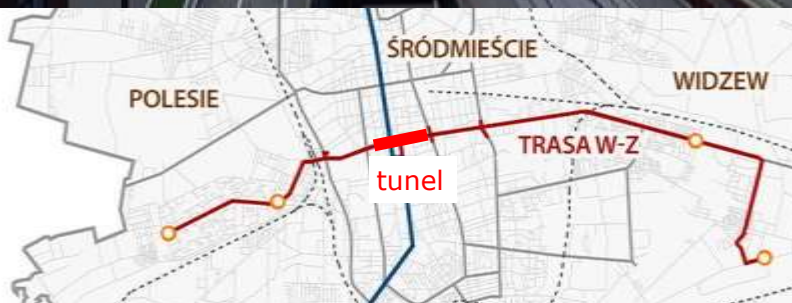 ŚRÓDMIEŚCIE
WIDZEW
POLESIE
TRASA W-Z
tunel